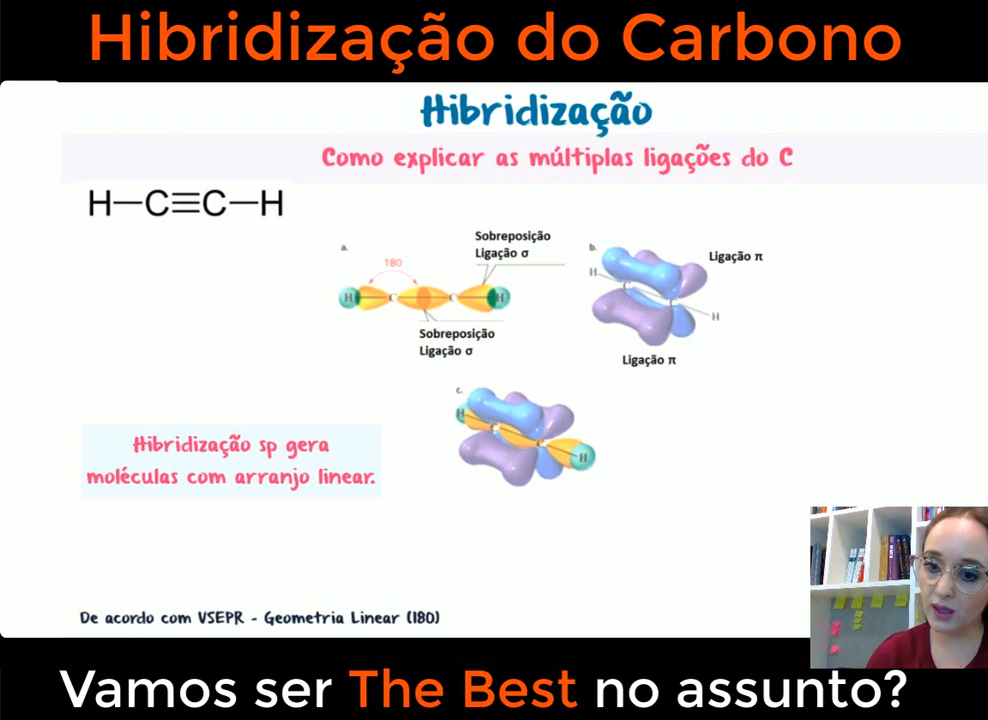 Hibridização do Carbono
Hibridização
Como explicar as múltiplas ligações do C
H—C≡C—H
a.
180
Sobreposição
Ligação σ
H C C H
Sobreposição
Ligação σ
b.
Ligação π
H
C
C
H
Ligação π
c.
H
C
C
H
Hibridização sp gera
moléculas com arranjo linear.
De acordo com VSEPR - Geometria Linear (180)
Vamos ser The Best no assunto?